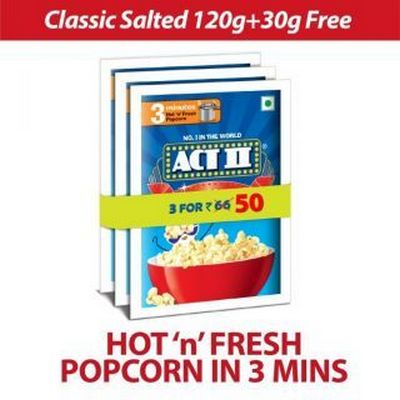 Classic Salted 120g+30g Free
3 minutes
Hot 'n' Fresh
Popcorn
NO. 1 IN THE WORLD
ACT II ®
3 FOR ₹ 66 50
HOT 'n' FRESH
POPCORN IN 3 MINS